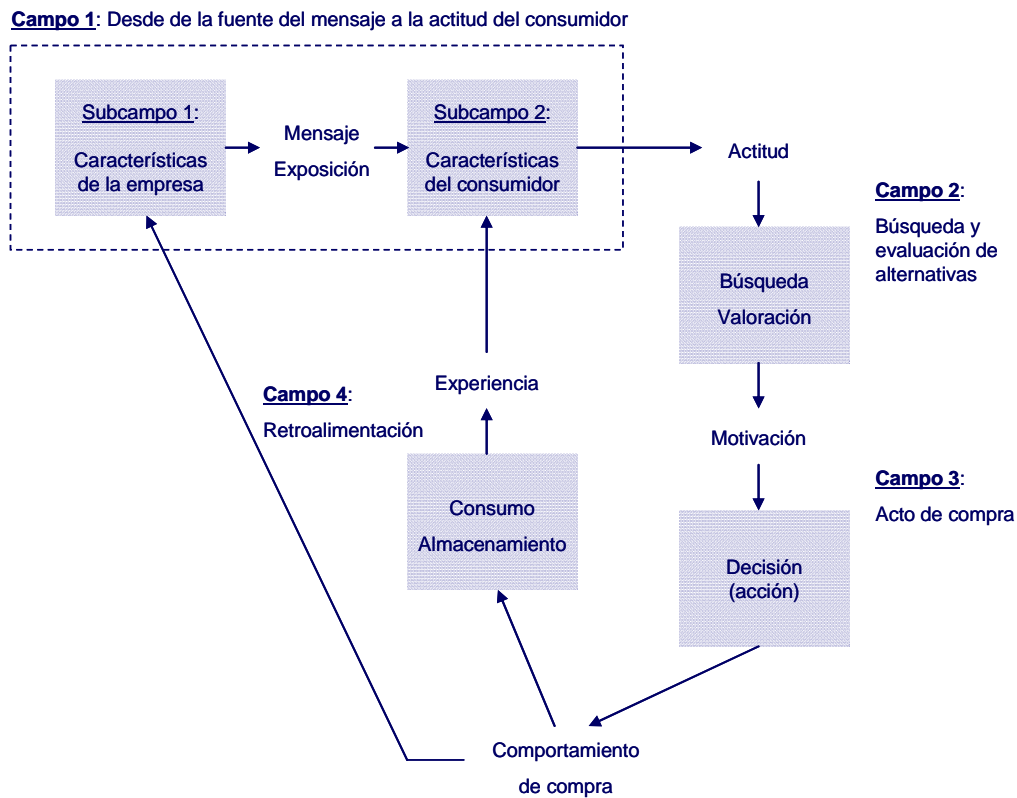 Campo 1: Desde de la fuente del mensaje a la actitud del consumidor
Subcampo 1:
Características
de la empresa
Mensaje
Exposición
Subcampo 2:
Características
del consumidor
Actitud
Campo 2:
Búsqueda y
evaluación de
alternativas
Búsqueda
Valoración
Motivación
Campo 3:
Acto de compra
Decisión
(acción)
Campo 4:
Retroalimentación
Experiencia
Consumo
Almacenamiento
Comportamiento
de compra